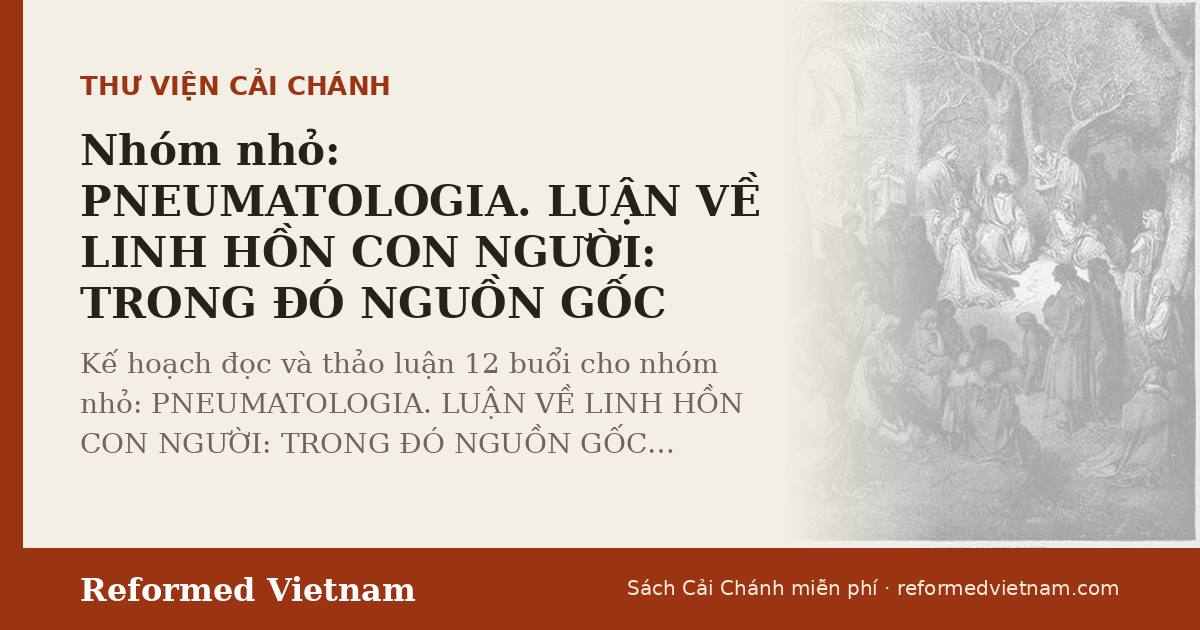 THƯ VIỆN CẢI CHÁNH
Nhóm nhỏ:
PNEUMATOLOGIA. LUẬN VỀ
LINH HỒN CON NGƯỜI:
TRONG ĐÓ NGUỒN GỐC
Kế hoạch đọc và thảo luận 12 buổi cho nhóm
nhỏ: PNEUMATOLOGIA. LUẬN VỀ LINH HỒN
CON NGƯỜI: TRONG ĐÓ NGUỒN GỐC...
Reformed Vietnam
Sách Cải Chánh miễn phí · reformedvietnam.com